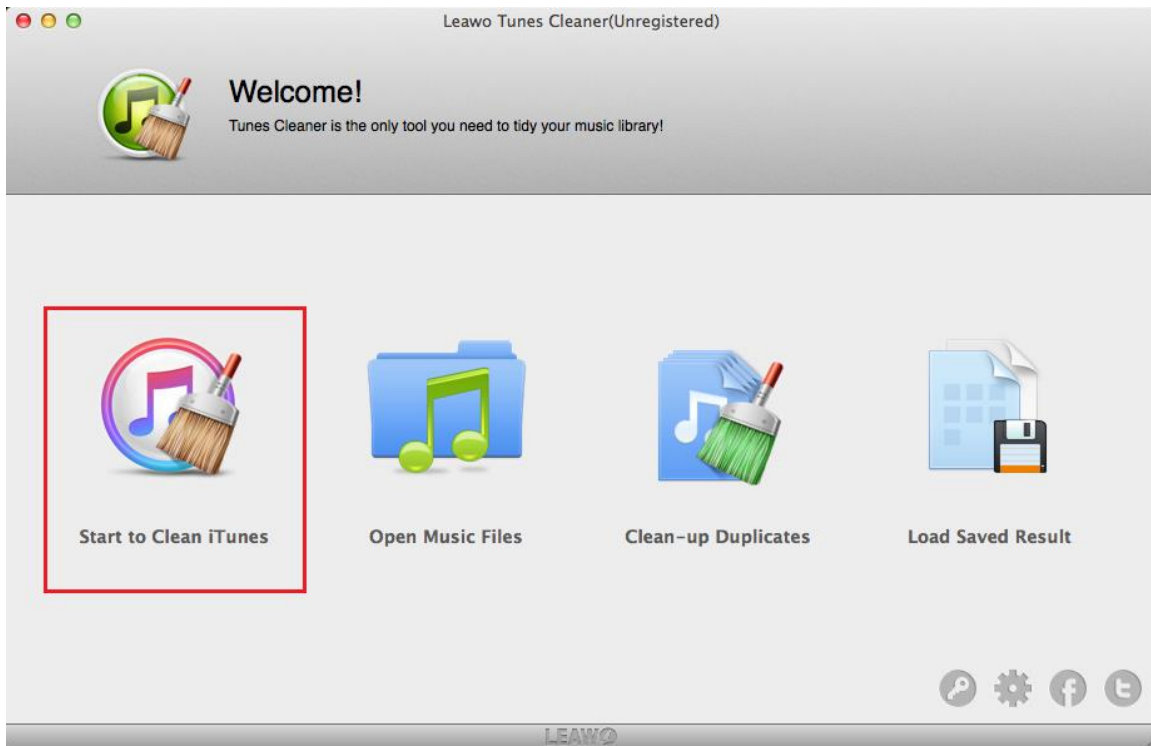 Leawo Tunes Cleaner(Unregistered)
Welcome!
Tunes Cleaner is the only tool you need to tidy your music library!
Start to Clean iTunes
Open Music Files
Clean-up Duplicates
Load Saved Result
LEAWO